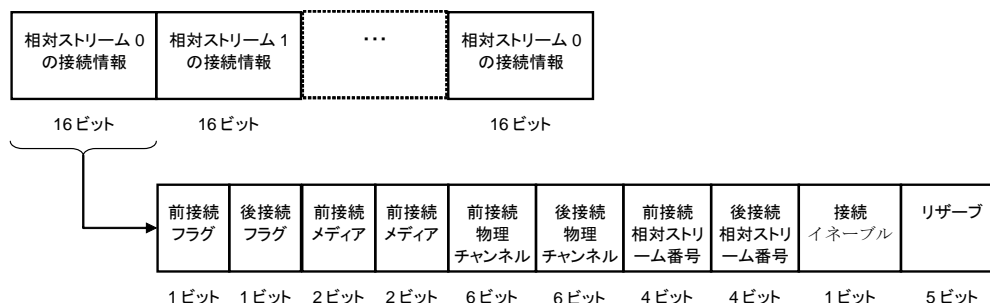 相対ストリーム 0
の接続情報
相対ストリーム 1
の接続情報
…
相対ストリーム 0
の接続情報
16 ビット
16 ビット
16 ビット
前接続
フラグ
後接続
フラグ
前接続
メディア
前接続
メディア
前接続
物理
チャンネル
後接続
物理
チャンネル
前接続
相対ストリ
ーム番号
後接続
相対ストリ
ーム番号
接続
イネーブル
リザーブ
1 ビット
1 ビット
2 ビット
2 ビット
6 ビット
6 ビット
4 ビット
4 ビット
1 ビット
5 ビット